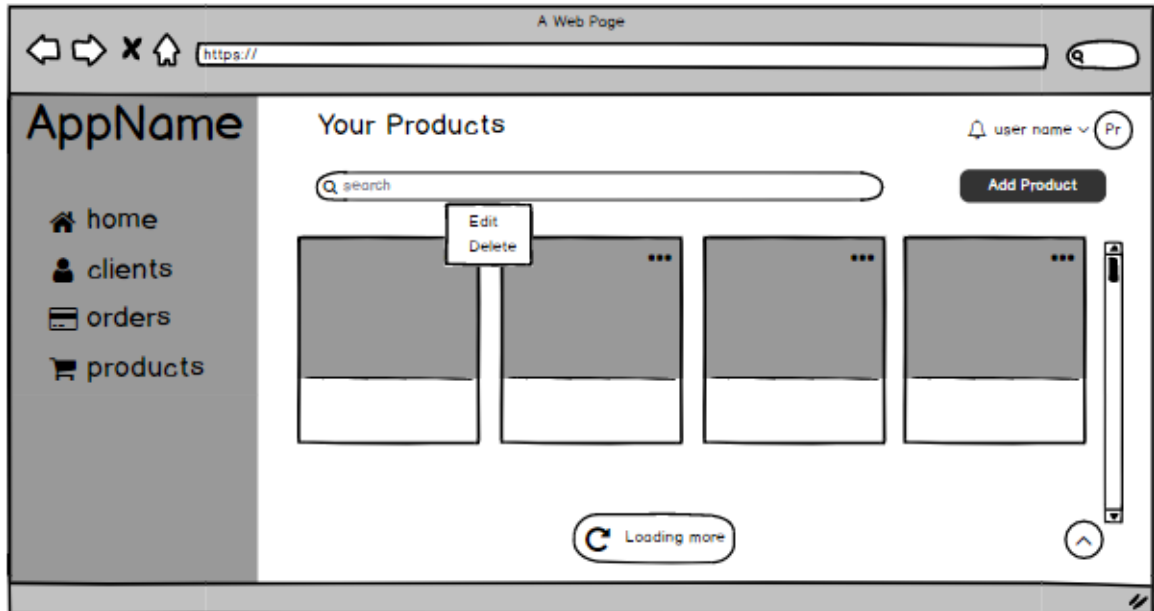 A Web Page
https://
AppName
Your Products
user name
Pr
search
Add Product
home
Edit
Delete
clients
orders
products
Loading more